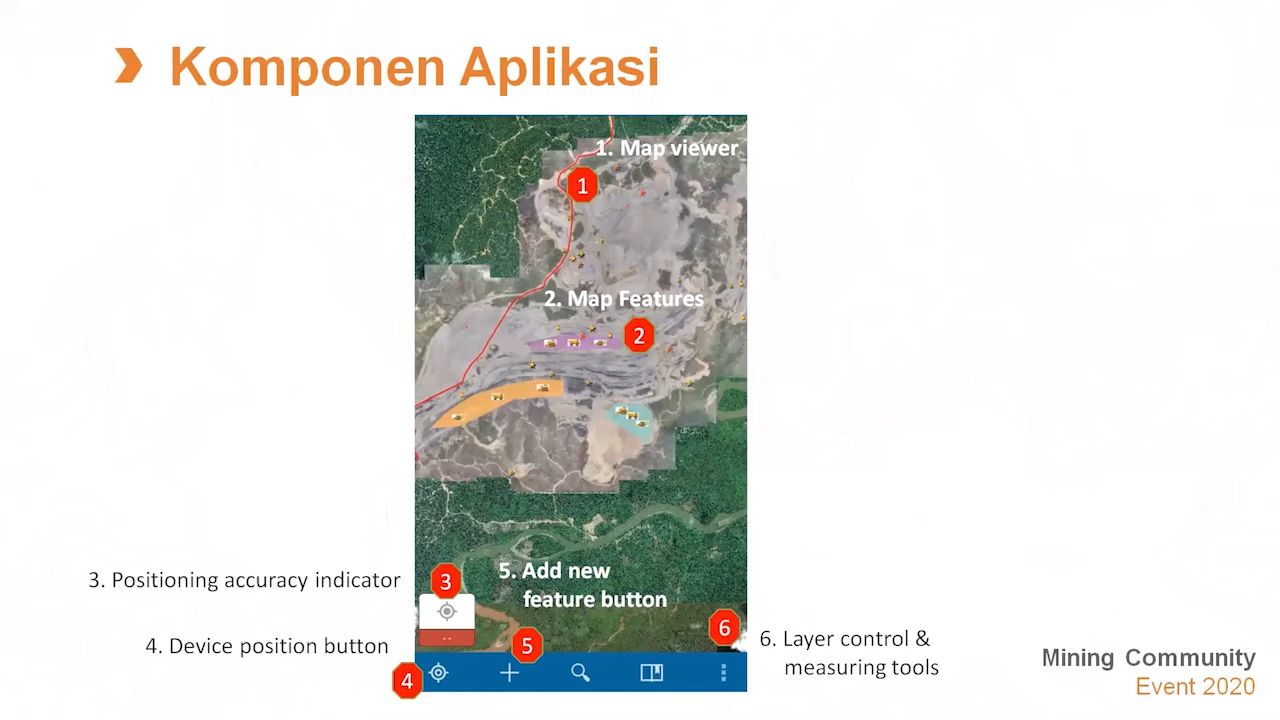 Komponen Aplikasi
1. Map viewer
1
2. Map Features
2
3. Positioning accuracy indicator
3
5. Add new
feature button
4. Device position button
5
6
6. Layer control &
measuring tools
4
--
Mining Community
Event 2020